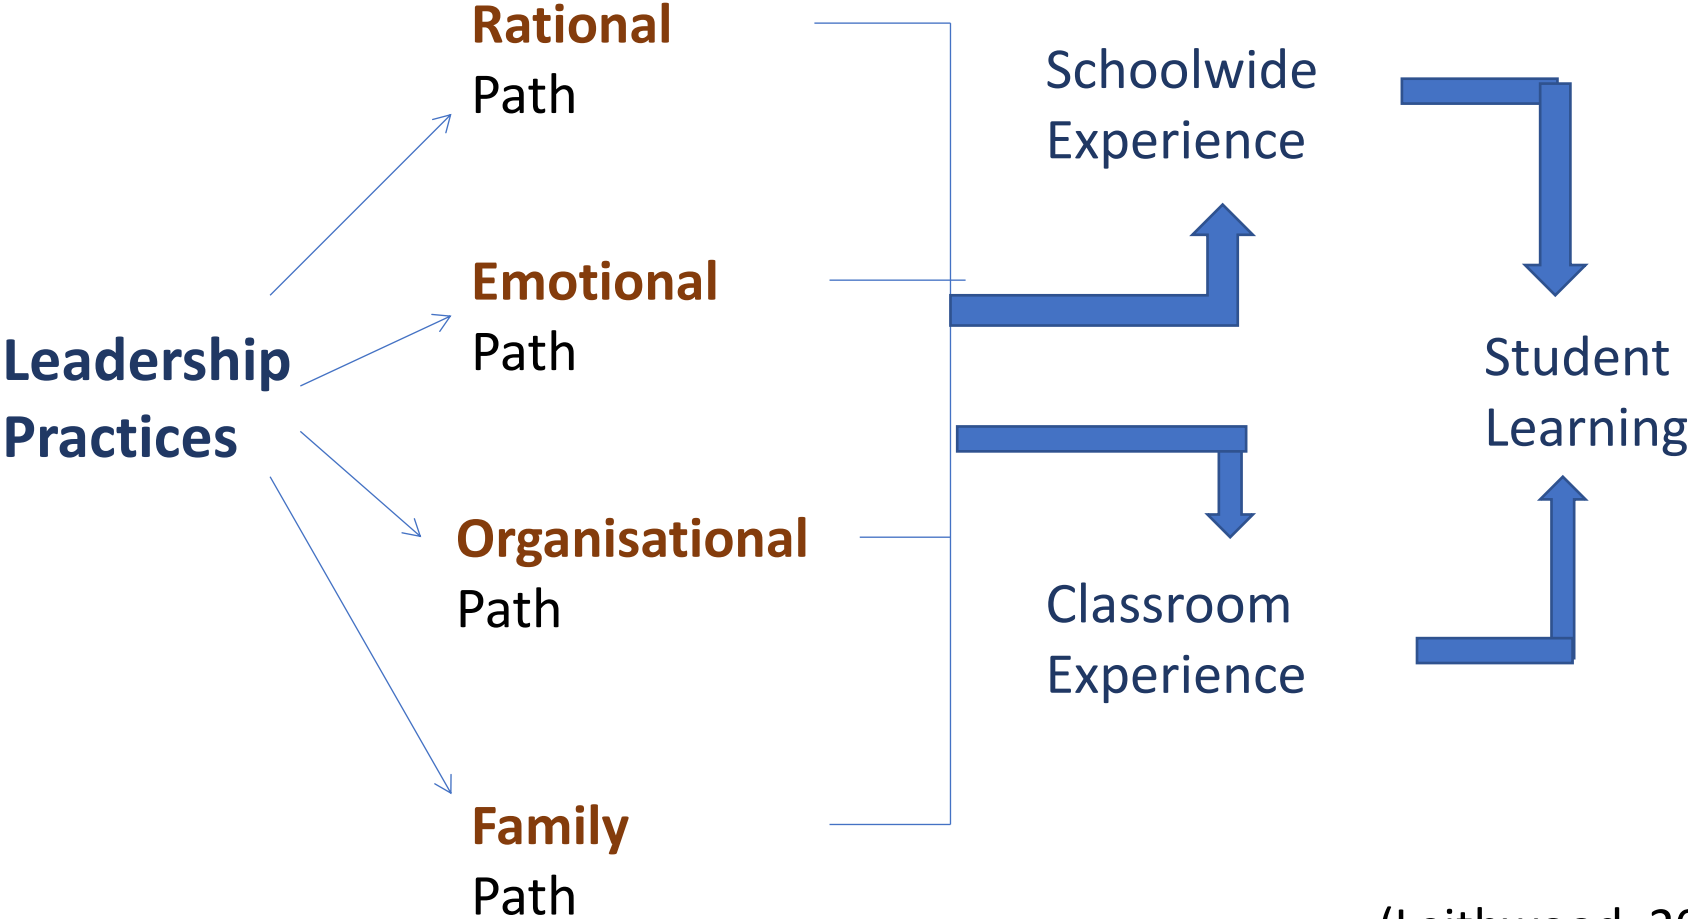 Rational
Path
Schoolwide
Experience
Emotional
Path
Leadership
Practices
Student
Learning
Organisational
Path
Classroom
Experience
Family
Path